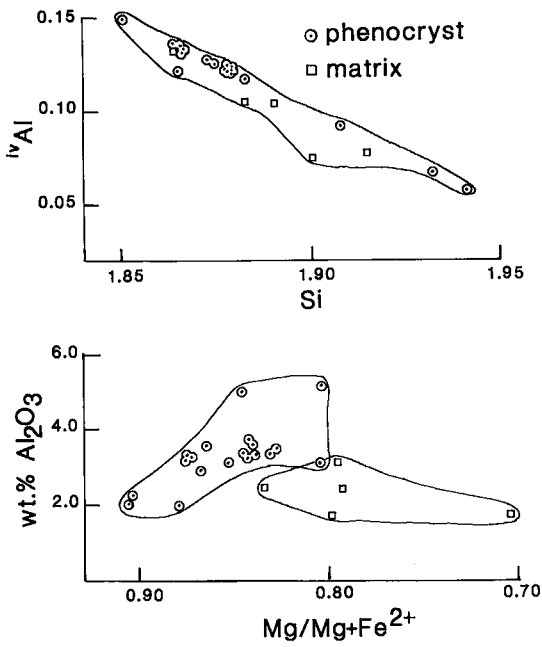 0.15
0.10
0.05
ivAl
phenocryst
matrix
1.85
1.90
1.95
Si
6.0
4.0
2.0
wt.% Al2O3
0.90
0.80
0.70
Mg/Mg+Fe2+